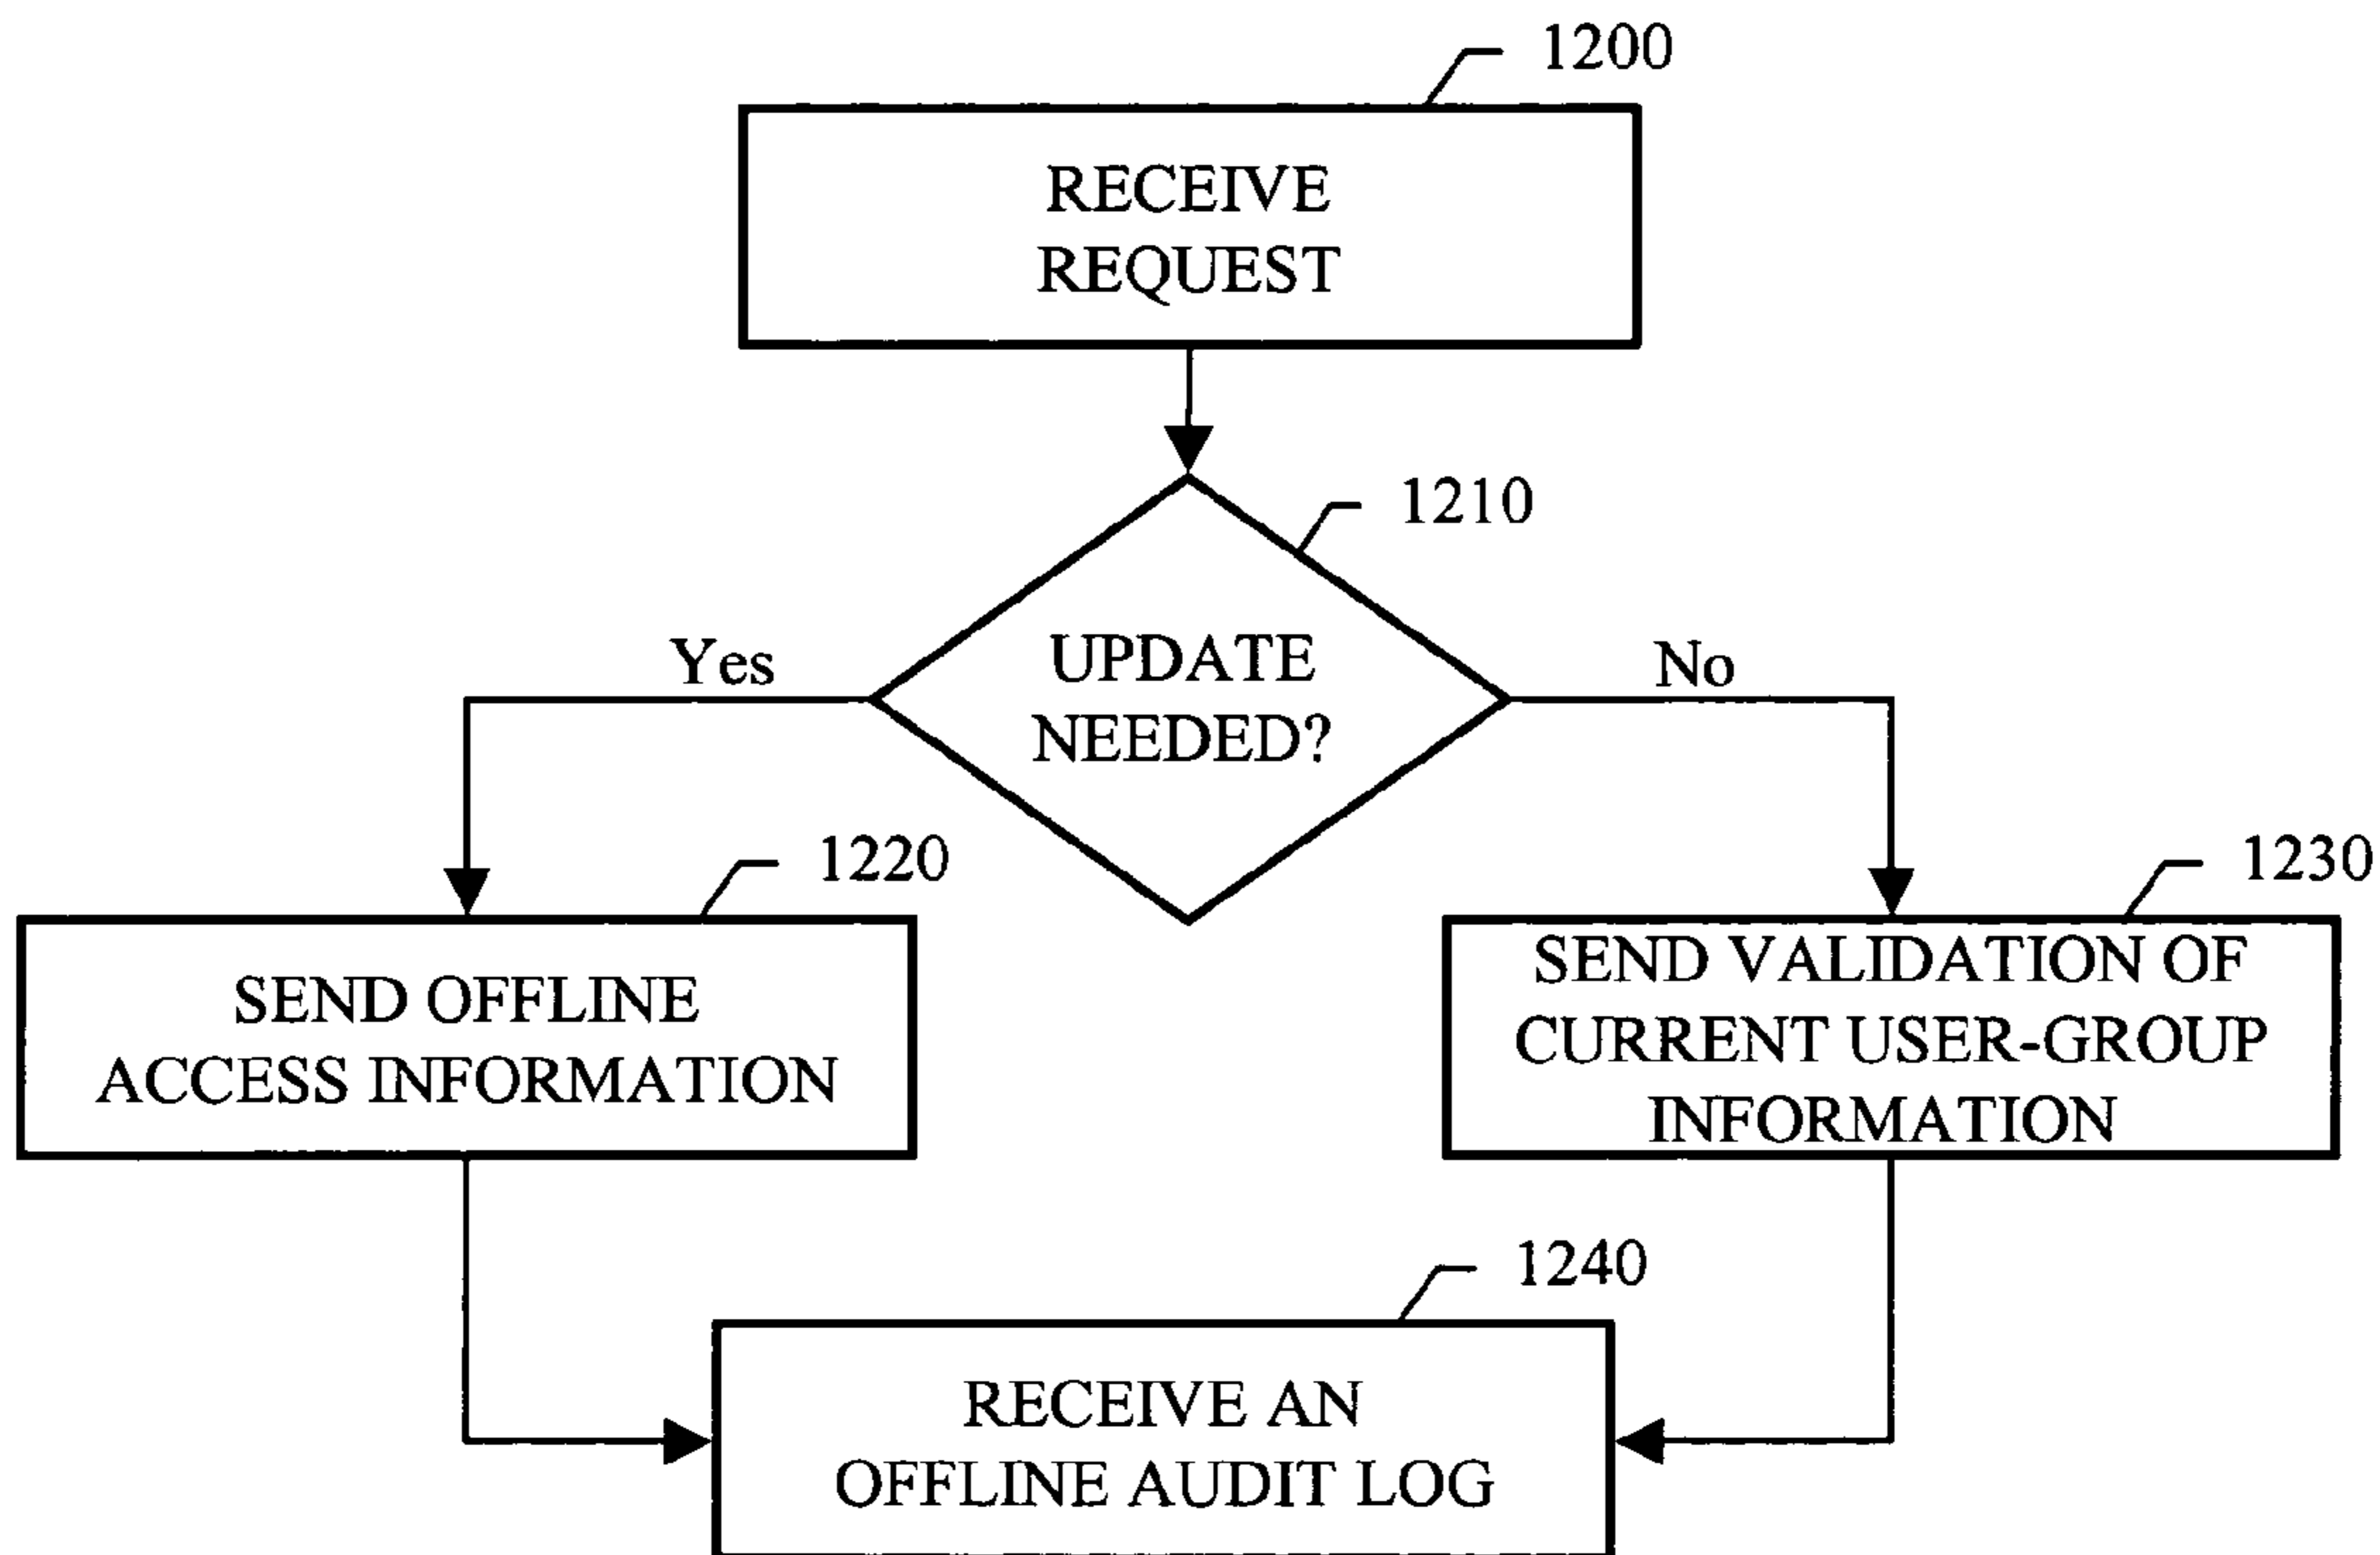 1200
RECEIVE
REQUEST
1210
UPDATE
NEEDED?
Yes
No
1220
SEND OFFLINE
ACCESS INFORMATION
1230
SEND VALIDATION OF
CURRENT USER-GROUP
INFORMATION
1240
RECEIVE AN
OFFLINE AUDIT LOG